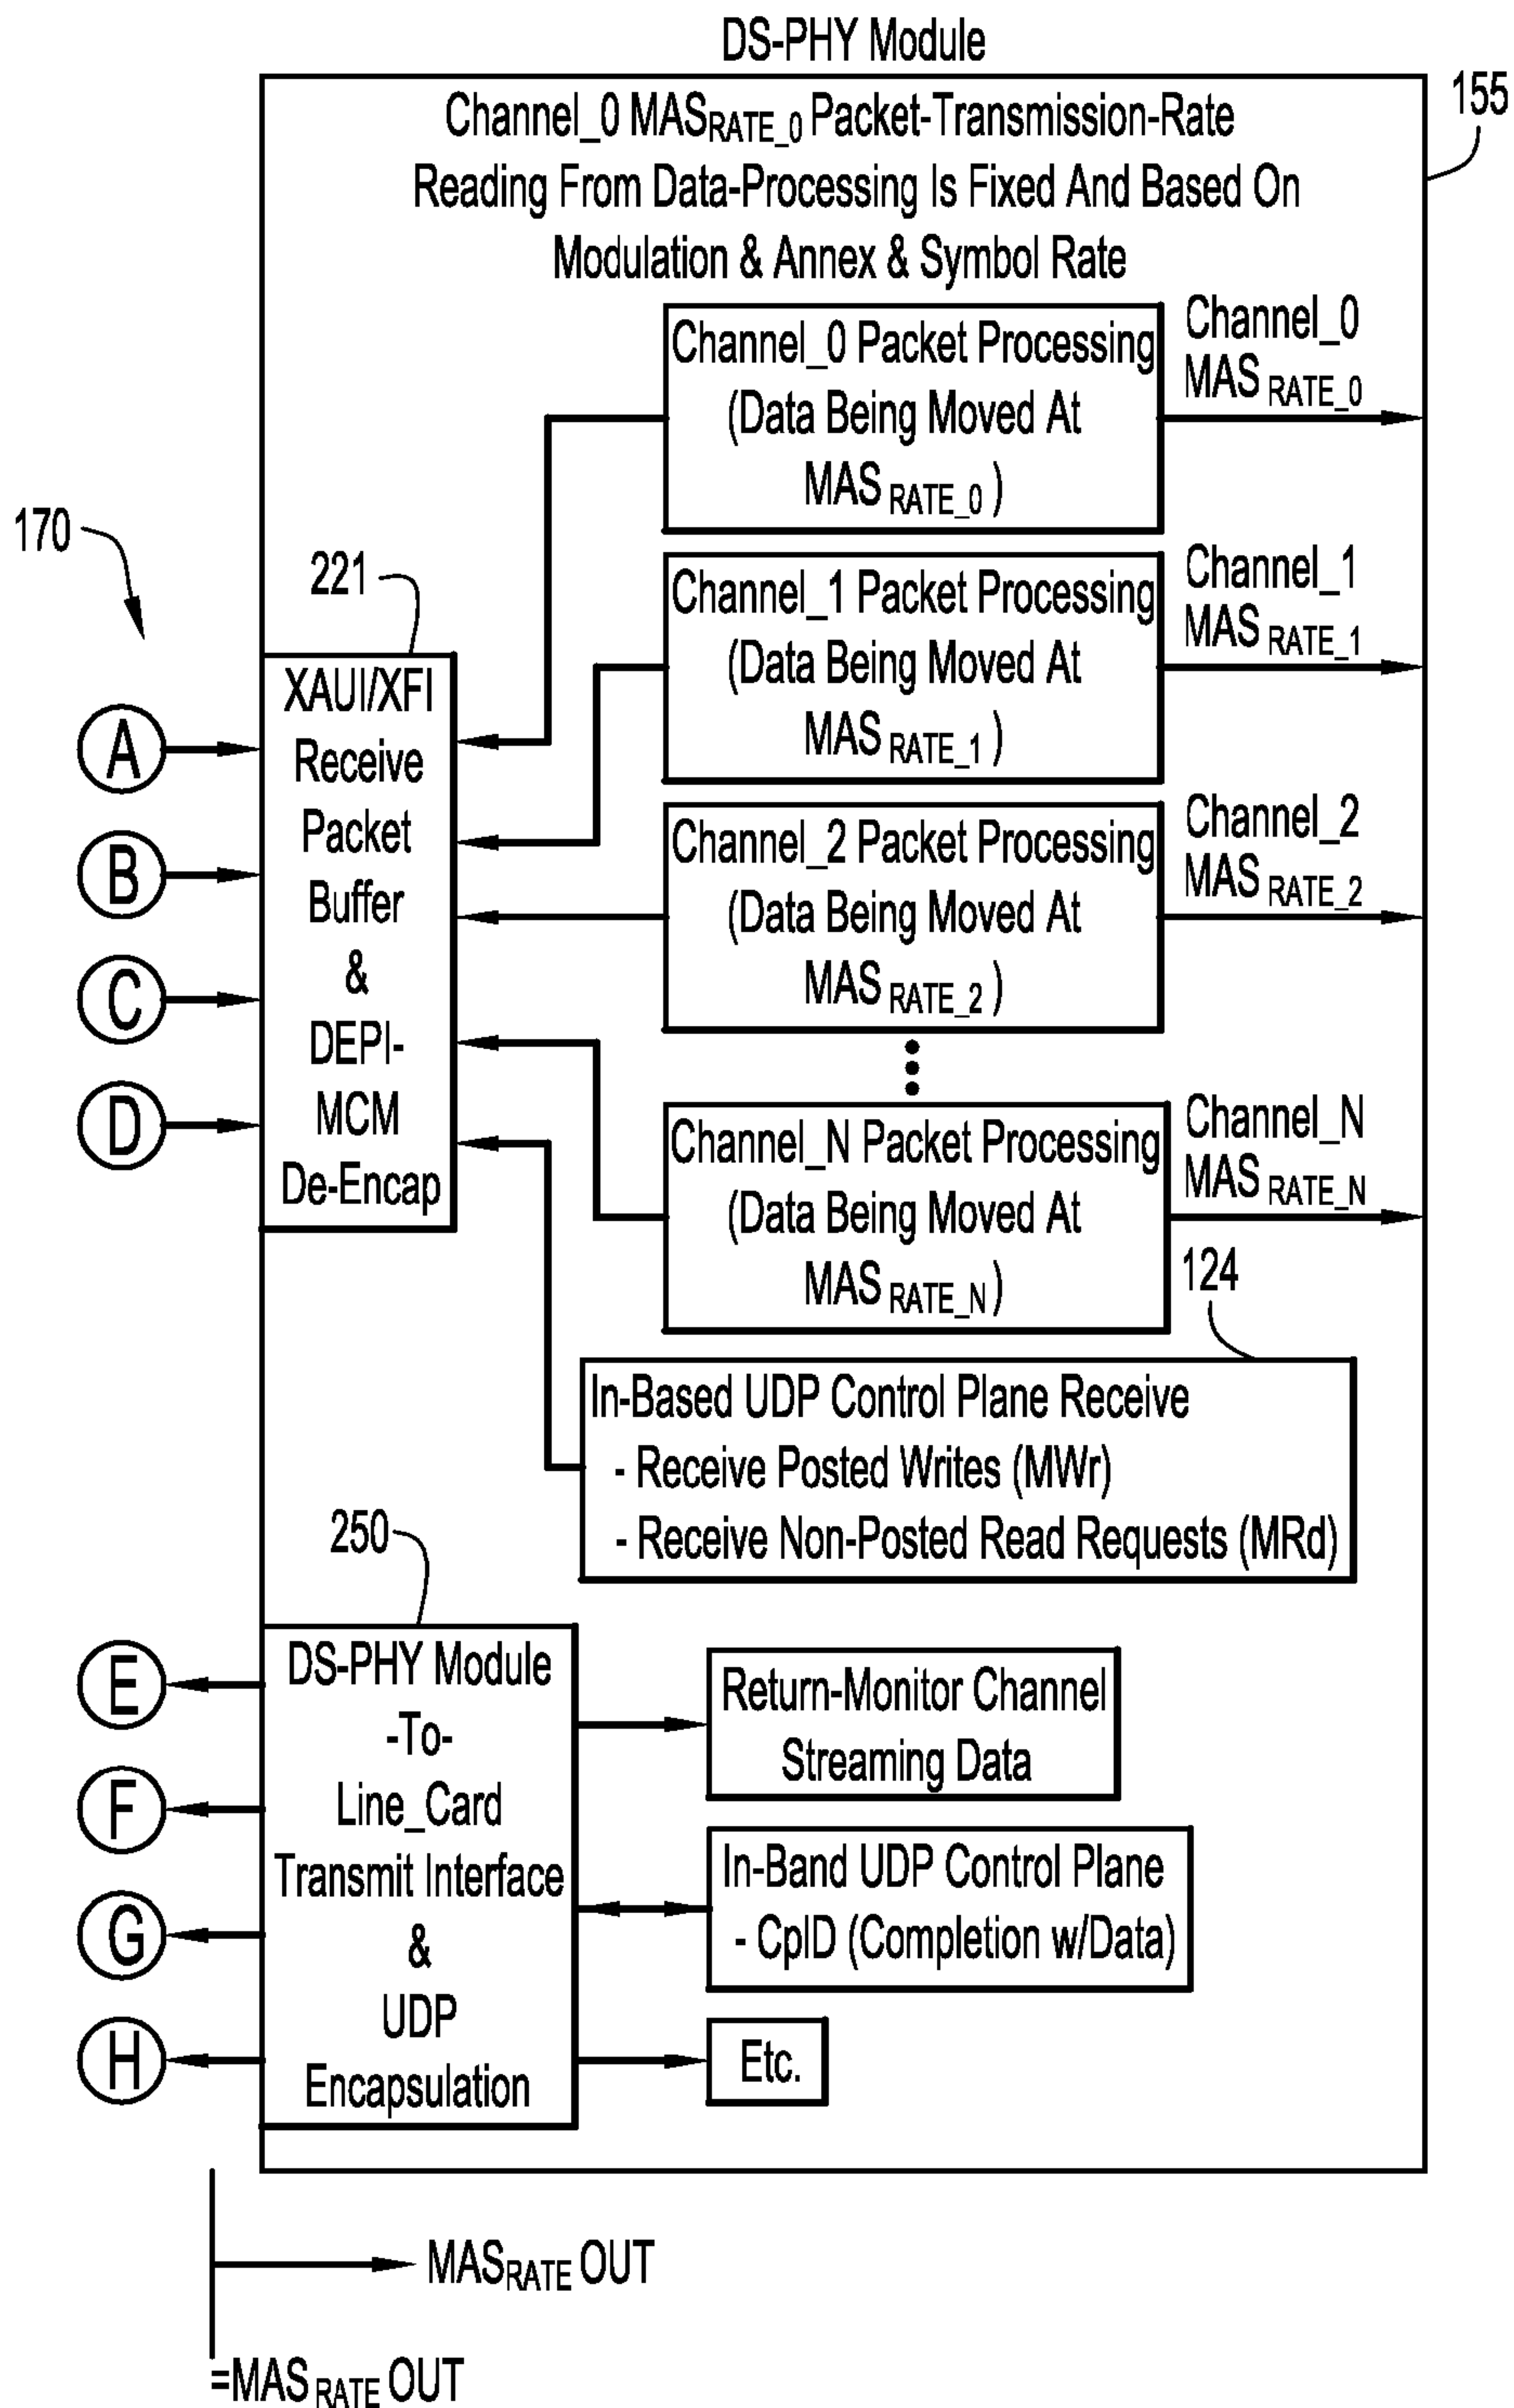 DS-PHY Module
155
Channel_0 MAS RATE_0 Packet-Transmission-Rate
Reading From Data-Processing Is Fixed And Based On
Modulation & Annex & Symbol Rate
Channel_0 Packet Processing
(Data Being Moved At
MAS RATE_0 )
Channel_0
MAS RATE_0
170
221
Channel_1 Packet Processing
(Data Being Moved At
MAS RATE_1 )
Channel_1
MAS RATE_1
XAUI/XFI
Receive
Packet
Buffer
&
DEPI-
MCM
De-Encap
A
B
C
D
Channel_2 Packet Processing
(Data Being Moved At
MAS RATE_2 )
Channel_2
MAS RATE_2
Channel_N Packet Processing
(Data Being Moved At
MAS RATE_N )
Channel_N
MAS RATE_N
124
In-Based UDP Control Plane Receive
- Receive Posted Writes (MWr)
- Receive Non-Posted Read Requests (MRd)
250
E
F
G
H
DS-PHY Module
-To-
Line_Card
Transmit Interface
&
UDP
Encapsulation
Return-Monitor Channel
Streaming Data
In-Band UDP Control Plane
- CplD (Completion w/Data)
Etc.
MAS RATE OUT
=MAS RATE OUT